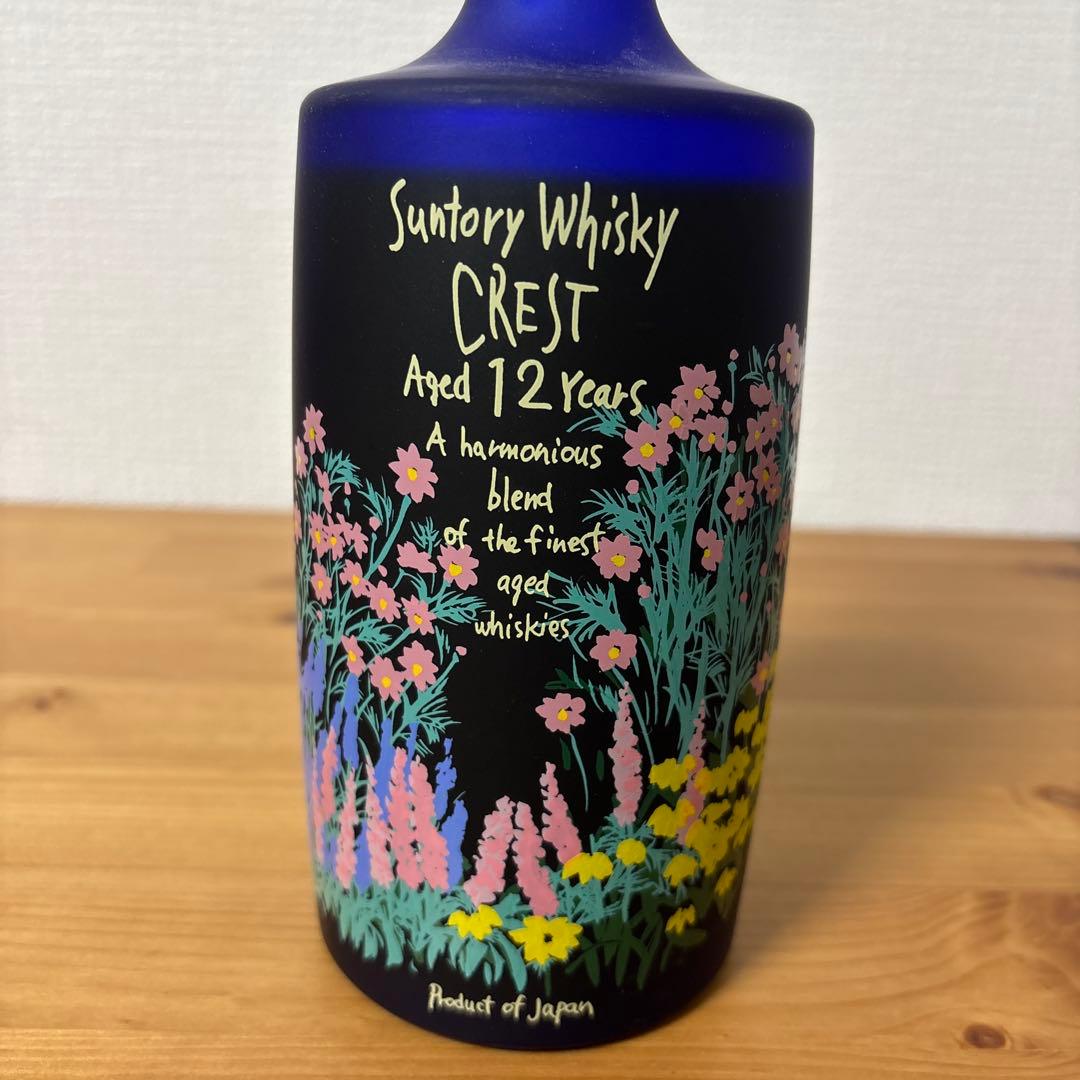 Suntory Whisky
CREST
Aged 12 Years
A harmonious
blend
of the finest
aged
whiskies
Product of Japan